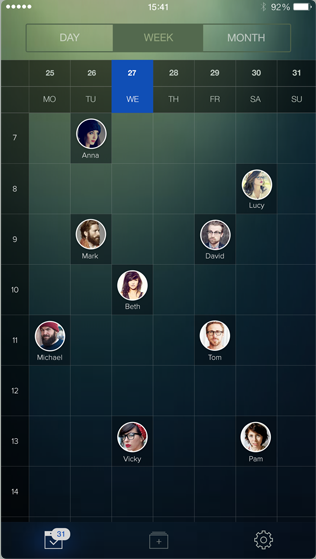 15:41 92%
DAY WEEK MONTH
25 26 27 28 29 30 31
MO TU WE TH FR SA SU
7
Anna
8
Lucy
9
Mark David
10
Beth
11
Michael Tom
12
13
Vicky Pam
14
31